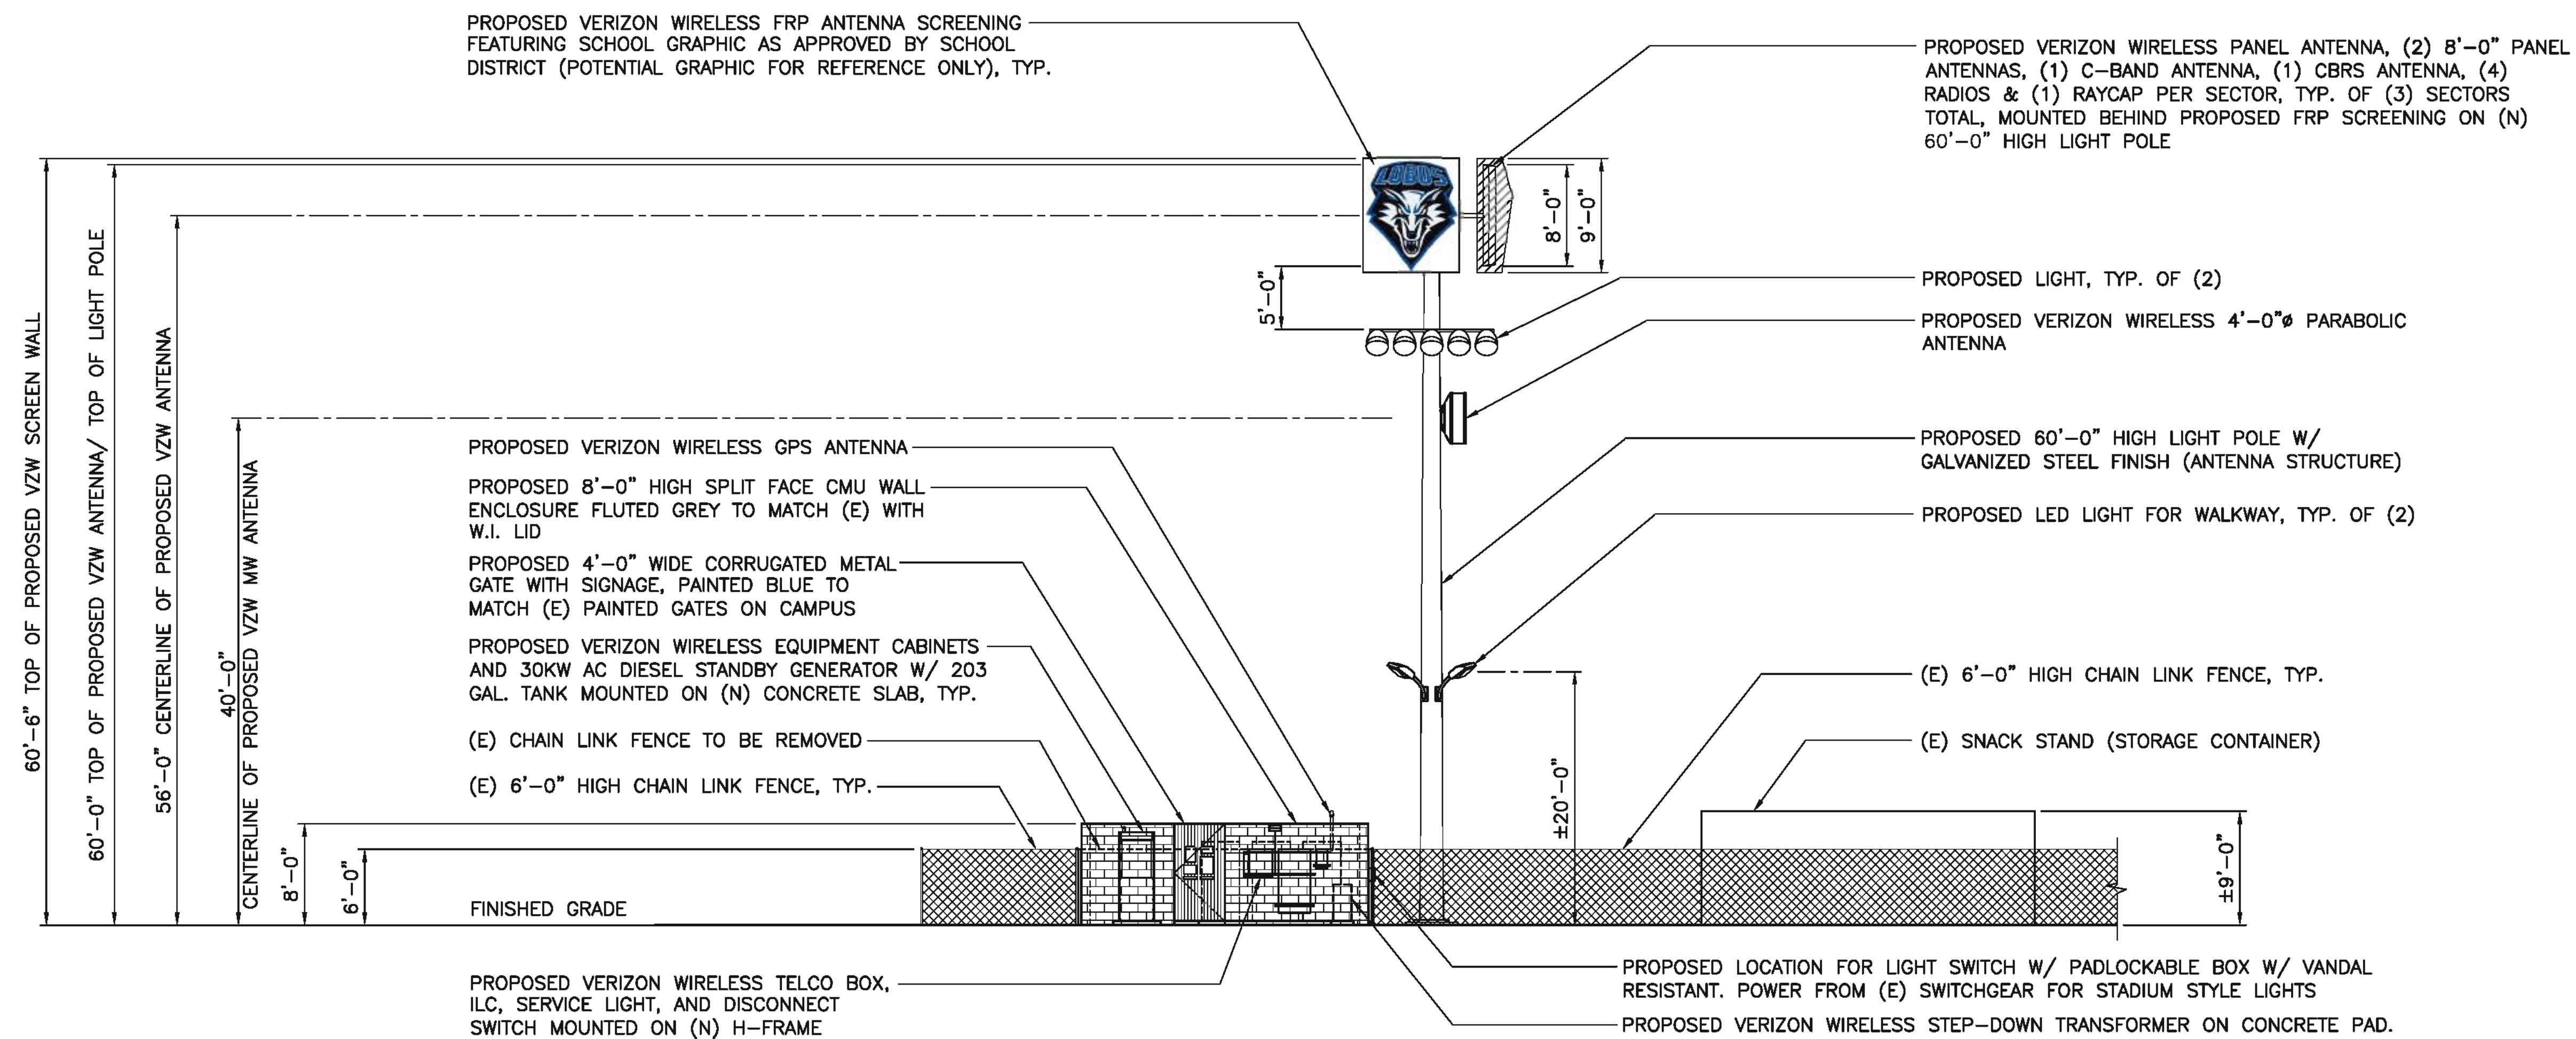 PROPOSED VERIZON WIRELESS FRP ANTENNA SCREENING
FEATURING SCHOOL GRAPHIC AS APPROVED BY SCHOOL
DISTRICT (POTENTIAL GRAPHIC FOR REFERENCE ONLY), TYP.
PROPOSED VERIZON WIRELESS PANEL ANTENNA, (2) 8'-0" PANEL
ANTENNAS, (1) C-BAND ANTENNA, (1) CBRS ANTENNA, (4)
RADIOS & (1) RAYCAP PER SECTOR, TYP. OF (3) SECTORS
TOTAL, MOUNTED BEHIND PROPOSED FRP SCREENING ON (N)
60'-0" HIGH LIGHT POLE
LOBOS
8'-0"
9'-0"
5'-0"
PROPOSED LIGHT, TYP. OF (2)
PROPOSED VERIZON WIRELESS 4'-0"ø PARABOLIC
ANTENNA
PROPOSED 60'-0" HIGH LIGHT POLE W/
GALVANIZED STEEL FINISH (ANTENNA STRUCTURE)
PROPOSED LED LIGHT FOR WALKWAY, TYP. OF (2)
(E) 6'-0" HIGH CHAIN LINK FENCE, TYP.
(E) SNACK STAND (STORAGE CONTAINER)
60'-6" TOP OF PROPOSED VZW SCREEN WALL
60'-0" TOP OF PROPOSED VZW ANTENNA/ TOP OF LIGHT POLE
56'-0" CENTERLINE OF PROPOSED VZW ANTENNA
40'-0"
CENTERLINE OF PROPOSED VZW MW ANTENNA
8'-0"
6'-0"
PROPOSED VERIZON WIRELESS GPS ANTENNA
PROPOSED 8'-0" HIGH SPLIT FACE CMU WALL
ENCLOSURE FLUTED GREY TO MATCH (E) WITH
W.I. LID
PROPOSED 4'-0" WIDE CORRUGATED METAL
GATE WITH SIGNAGE, PAINTED BLUE TO
MATCH (E) PAINTED GATES ON CAMPUS
PROPOSED VERIZON WIRELESS EQUIPMENT CABINETS
AND 30KW AC DIESEL STANDBY GENERATOR W/ 203
GAL. TANK MOUNTED ON (N) CONCRETE SLAB, TYP.
(E) CHAIN LINK FENCE TO BE REMOVED
(E) 6'-0" HIGH CHAIN LINK FENCE, TYP.
FINISHED GRADE
±20'-0"
±9'-0"
PROPOSED VERIZON WIRELESS TELCO BOX,
ILC, SERVICE LIGHT, AND DISCONNECT
SWITCH MOUNTED ON (N) H-FRAME
PROPOSED LOCATION FOR LIGHT SWITCH W/ PADLOCKABLE BOX W/ VANDAL
RESISTANT. POWER FROM (E) SWITCHGEAR FOR STADIUM STYLE LIGHTS
PROPOSED VERIZON WIRELESS STEP-DOWN TRANSFORMER ON CONCRETE PAD.